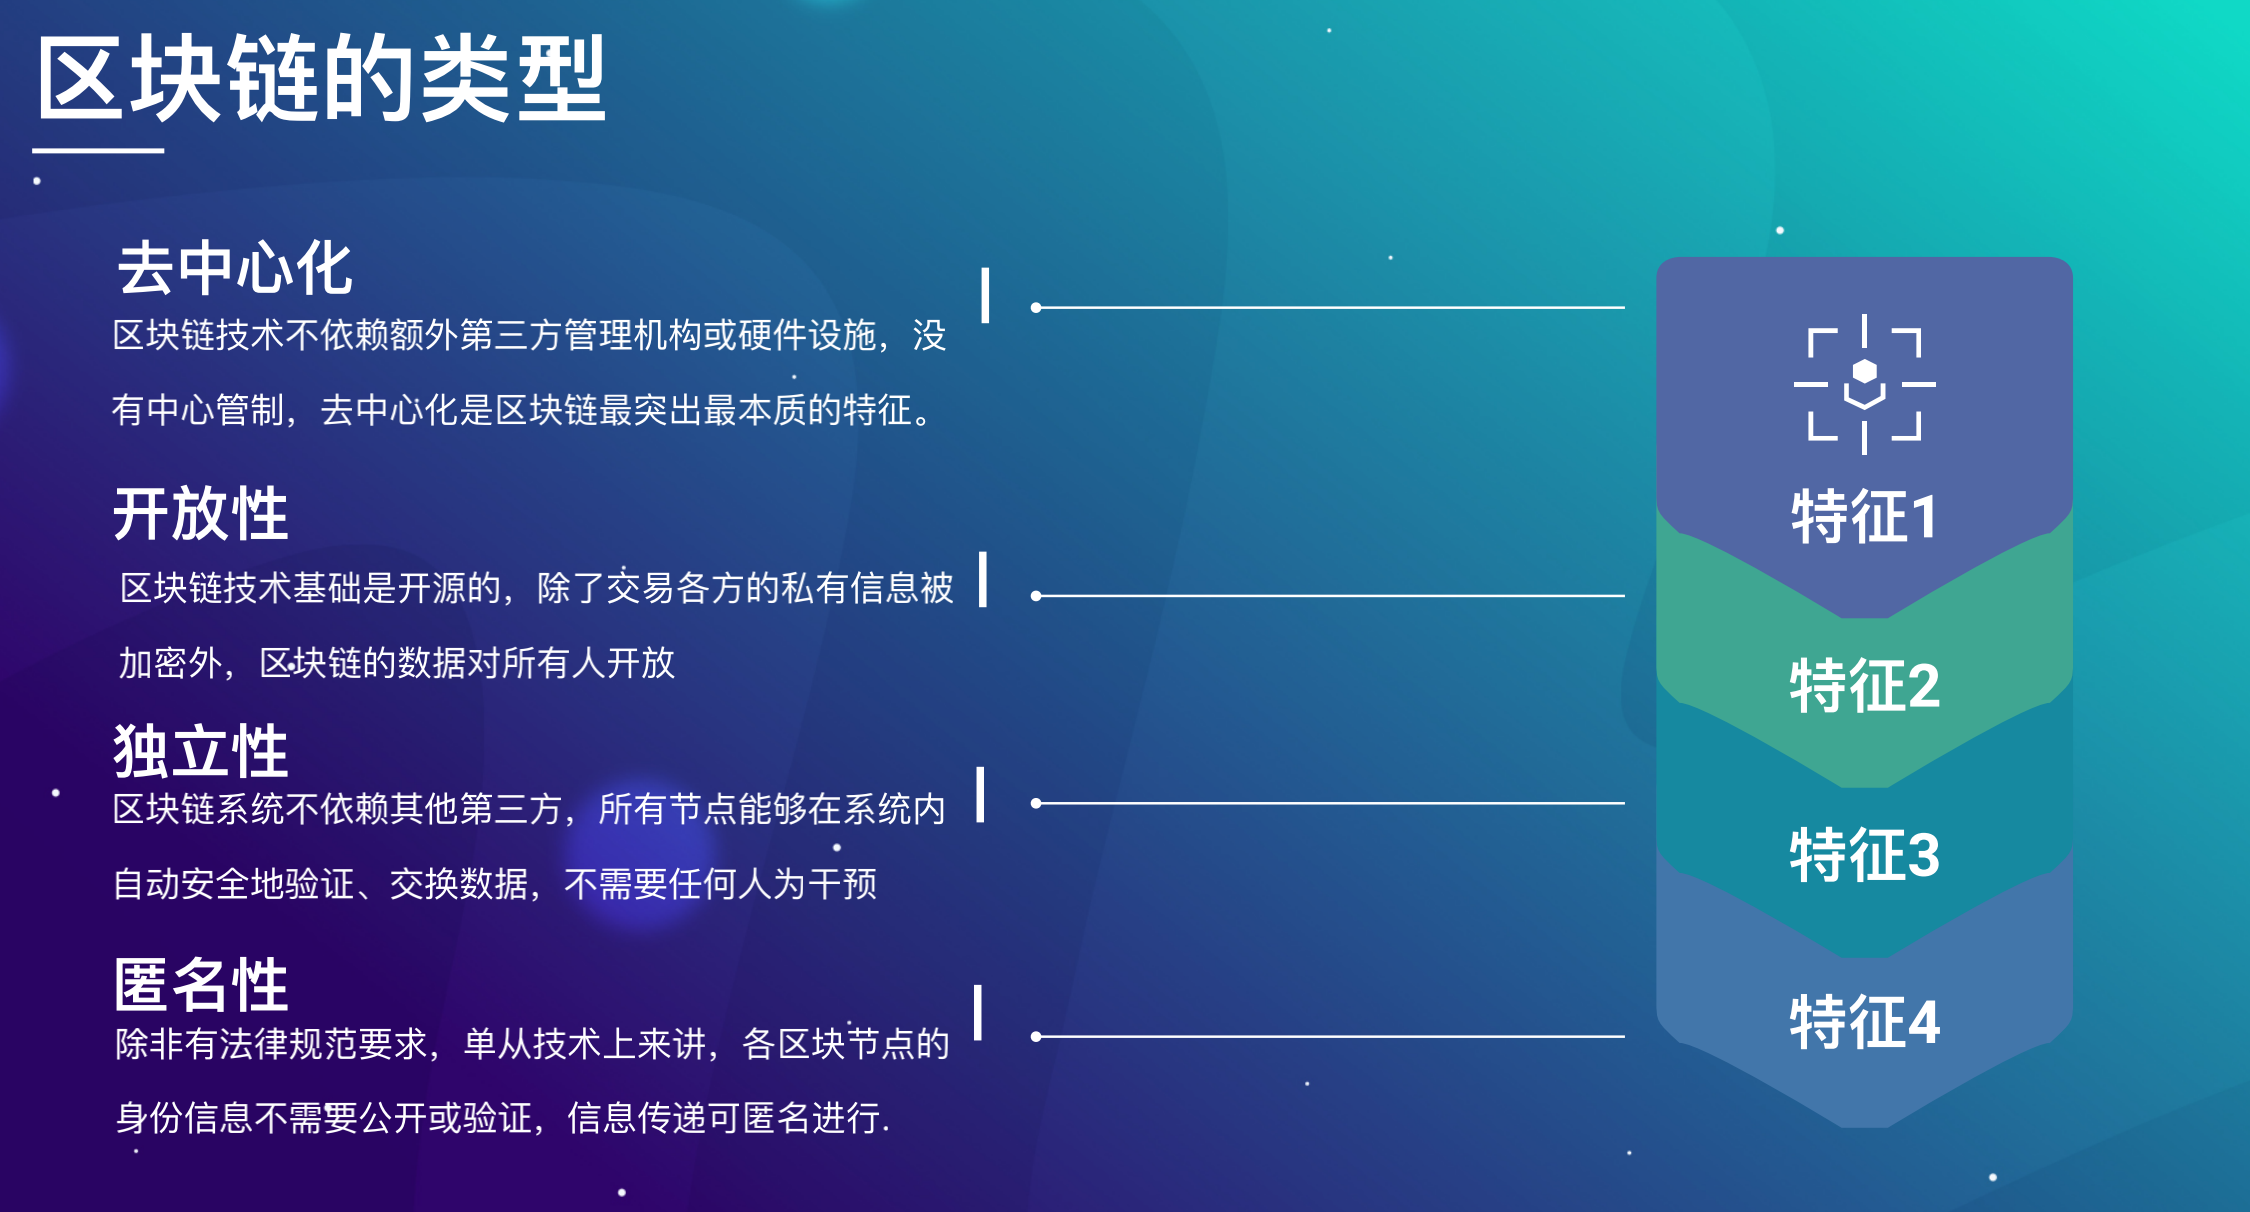 区块链的类型
去中心化
区块链技术不依赖额外第三方管理机构或硬件设施，没
有中心管制，去中心化是区块链最突出最本质的特征。
开放性
区块链技术基础是开源的，除了交易各方的私有信息被
加密外，区块链的数据对所有人开放
独立性
区块链系统不依赖其他第三方，所有节点能够在系统内
自动安全地验证、交换数据，不需要任何人为干预
匿名性
除非有法律规范要求，单从技术上来讲，各区块节点的
身份信息不需要公开或验证，信息传递可匿名进行.
特征1
特征2
特征3
特征4